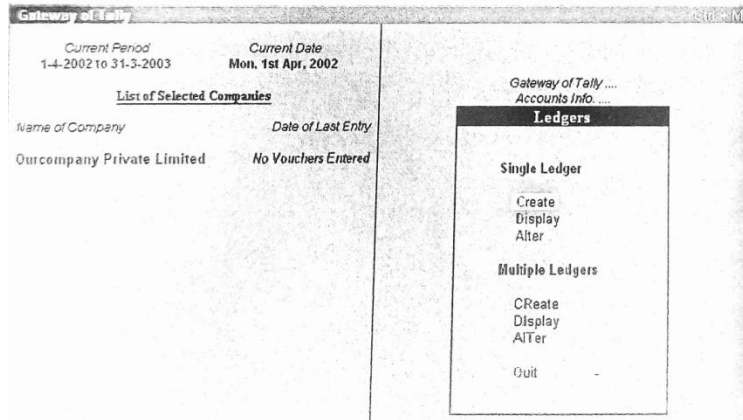 Gateway of Tally
Ctrl + M
Current Period
Current Date
1-4-2002 to 31-3-2003
Mon, 1st Apr, 2002
List of Selected Companies
Name of Company
Date of Last Entry
Ourcompany Private Limited
No Vouchers Entered
Gateway of Tally ....
Accounts Info. ....
Ledgers
Single Ledger
Create
Display
Alter
Multiple Ledgers
CReate
DIsplay
AlTer
Quit